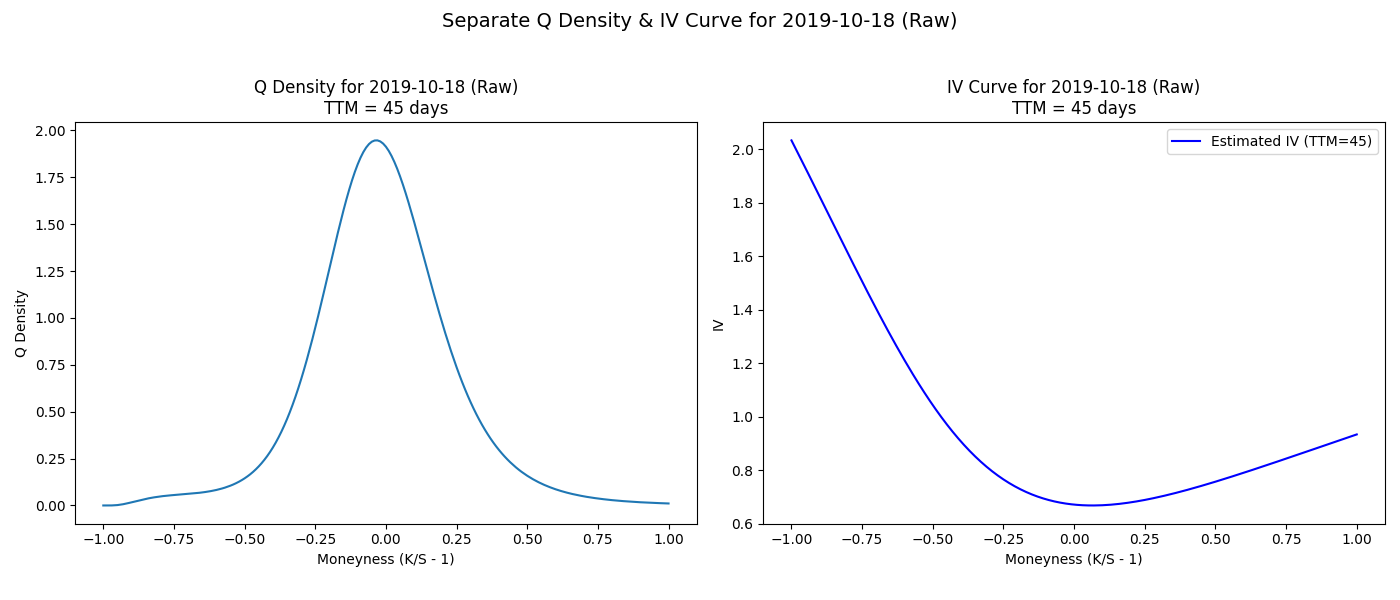 Separate Q Density & IV Curve for 2019-10-18 (Raw)
Q Density for 2019-10-18 (Raw)
TTM = 45 days
2.00
1.75
1.50
1.25
1.00
0.75
0.50
0.25
0.00
Q Density
−1.00 −0.75 −0.50 −0.25 0.00 0.25 0.50 0.75 1.00
Moneyness (K/S - 1)
IV Curve for 2019-10-18 (Raw)
TTM = 45 days
Estimated IV (TTM=45)
2.0
1.8
1.6
1.4
1.2
1.0
0.8
0.6
IV
−1.00 −0.75 −0.50 −0.25 0.00 0.25 0.50 0.75 1.00
Moneyness (K/S - 1)